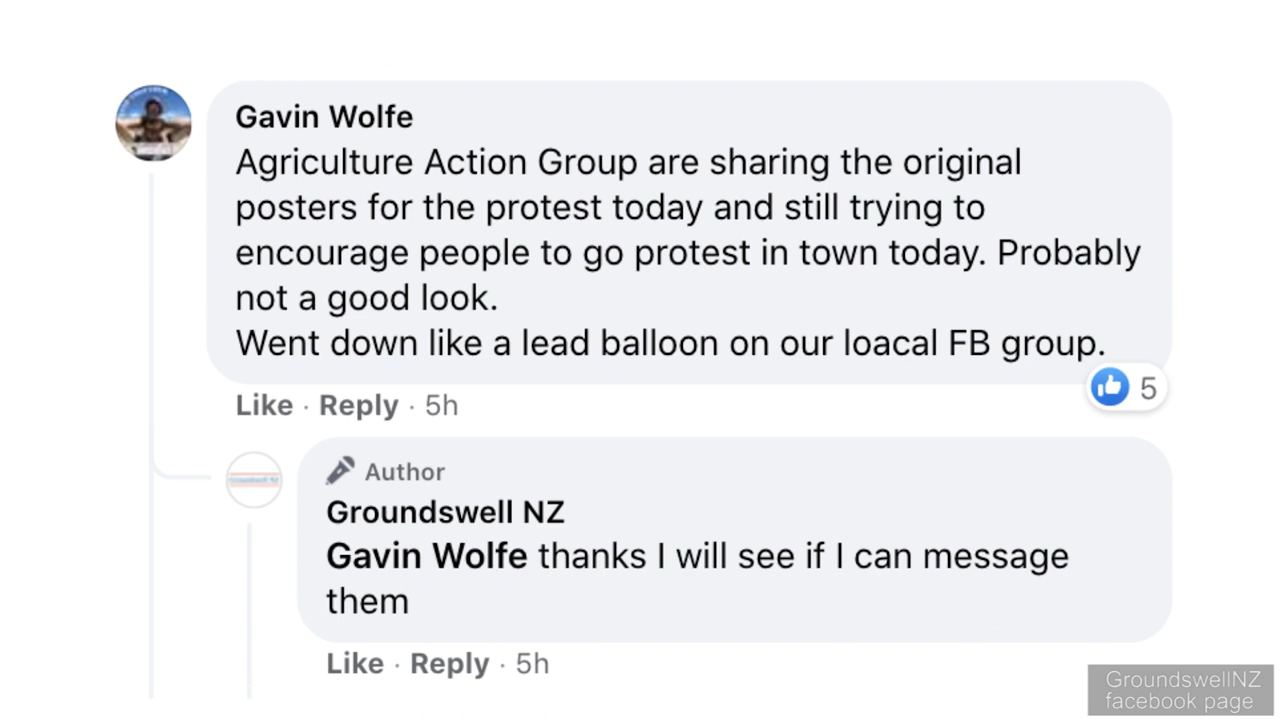 Gavin Wolfe
Agriculture Action Group are sharing the original
posters for the protest today and still trying to
encourage people to go protest in town today. Probably
not a good look.
Went down like a lead balloon on our loacal FB group.
5
Like · Reply · 5h
Author
Groundswell NZ
Gavin Wolfe thanks I will see if I can message
them
Like · Reply · 5h
GroundswellNZ
facebook page